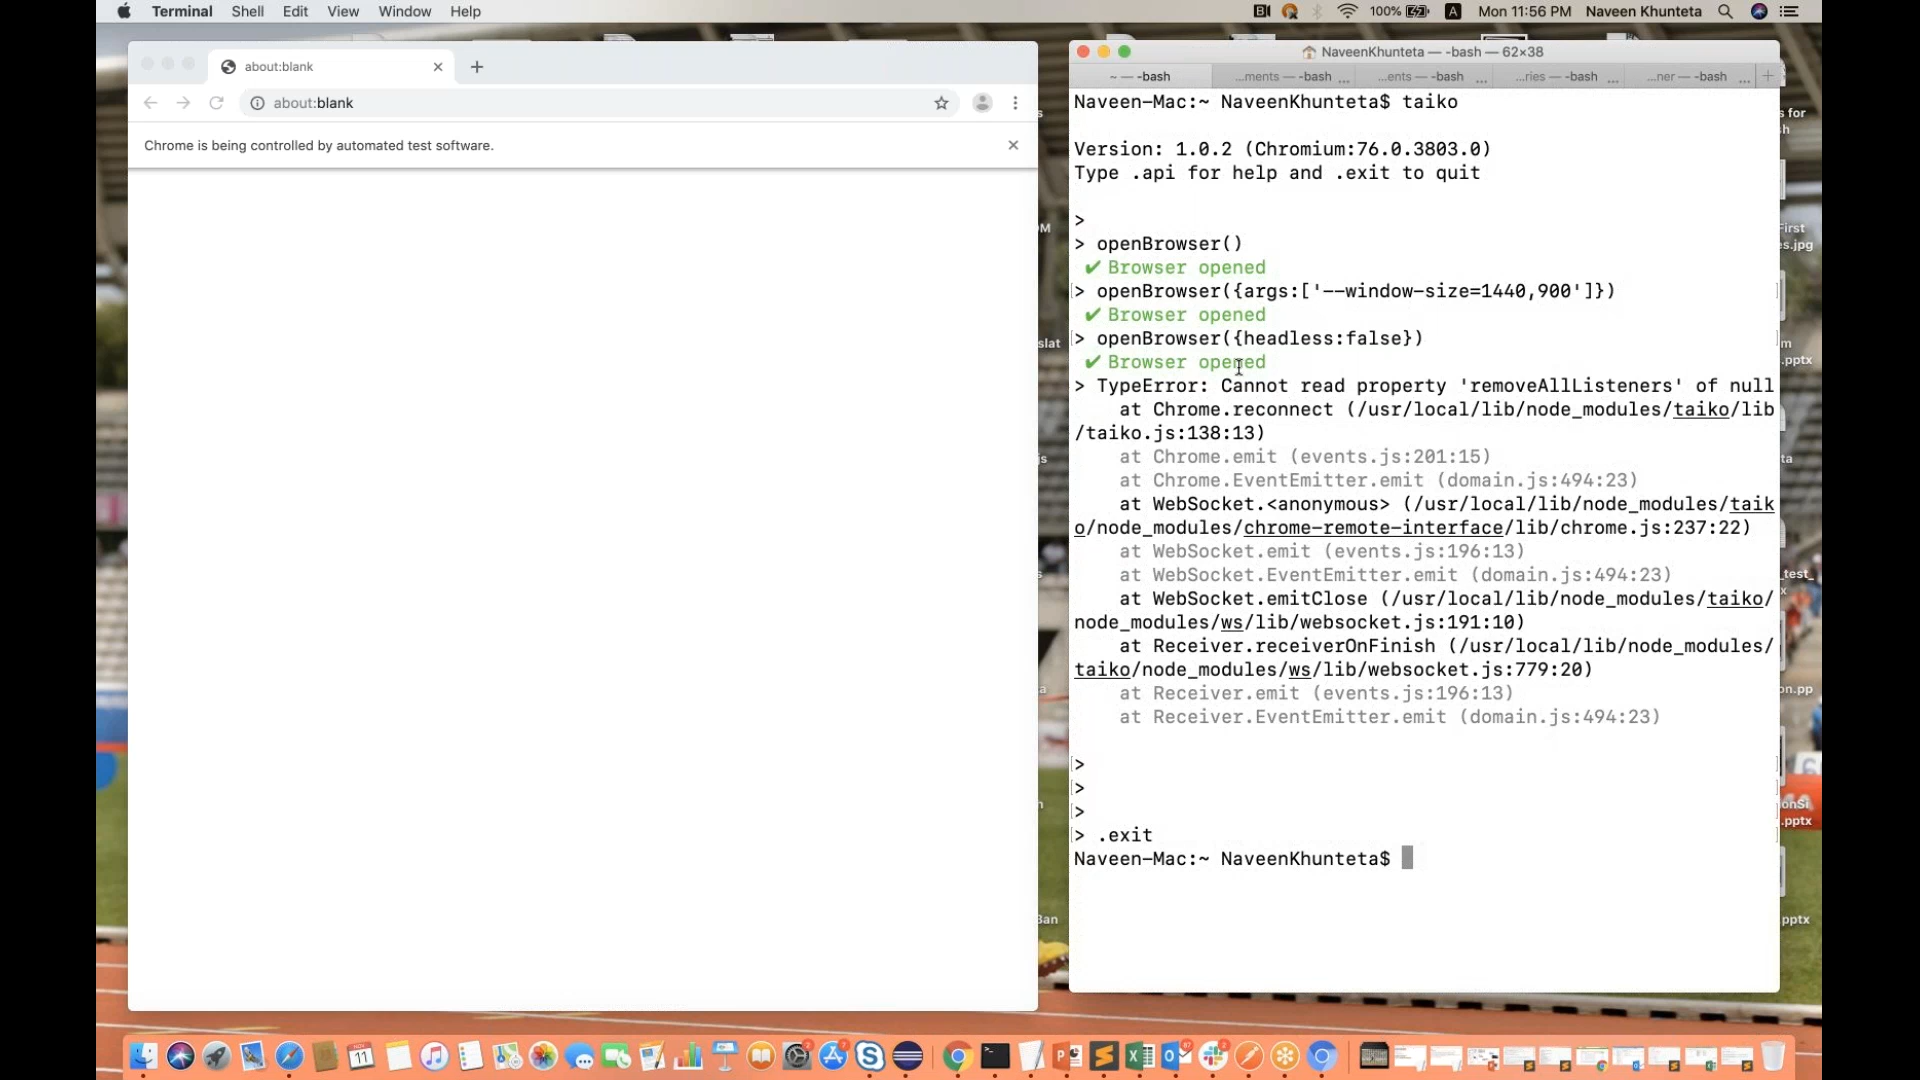 Terminal Shell Edit View Window Help
100% A Mon 11:56 PM Naveen Khunteta
about:blank
about:blank
Chrome is being controlled by automated test software.
NaveenKhunteta — -bash — 62×38
~ — -bash
...ments — -bash ...
...ents — -bash ...
...ries — -bash ...
...ner — -bash ...
Naveen-Mac:~ NaveenKhunteta$ taiko
Version: 1.0.2 (Chromium:76.0.3803.0)
Type .api for help and .exit to quit
>
> openBrowser()
✔ Browser opened
> openBrowser({args:['--window-size=1440,900']})
✔ Browser opened
> openBrowser({headless:false})
✔ Browser opened
> TypeError: Cannot read property 'removeAllListeners' of null
at Chrome.reconnect (/usr/local/lib/node_modules/taiko/lib
/taiko.js:138:13)
at Chrome.emit (events.js:201:15)
at Chrome.EventEmitter.emit (domain.js:494:23)
at WebSocket.<anonymous> (/usr/local/lib/node_modules/taik
o/node_modules/chrome-remote-interface/lib/chrome.js:237:22)
at WebSocket.emit (events.js:196:13)
at WebSocket.EventEmitter.emit (domain.js:494:23)
at WebSocket.emitClose (/usr/local/lib/node_modules/taiko/
node_modules/ws/lib/websocket.js:191:10)
at Receiver.receiverOnFinish (/usr/local/lib/node_modules/
taiko/node_modules/ws/lib/websocket.js:779:20)
at Receiver.emit (events.js:196:13)
at Receiver.EventEmitter.emit (domain.js:494:23)
>
>
>
> .exit
Naveen-Mac:~ NaveenKhunteta$